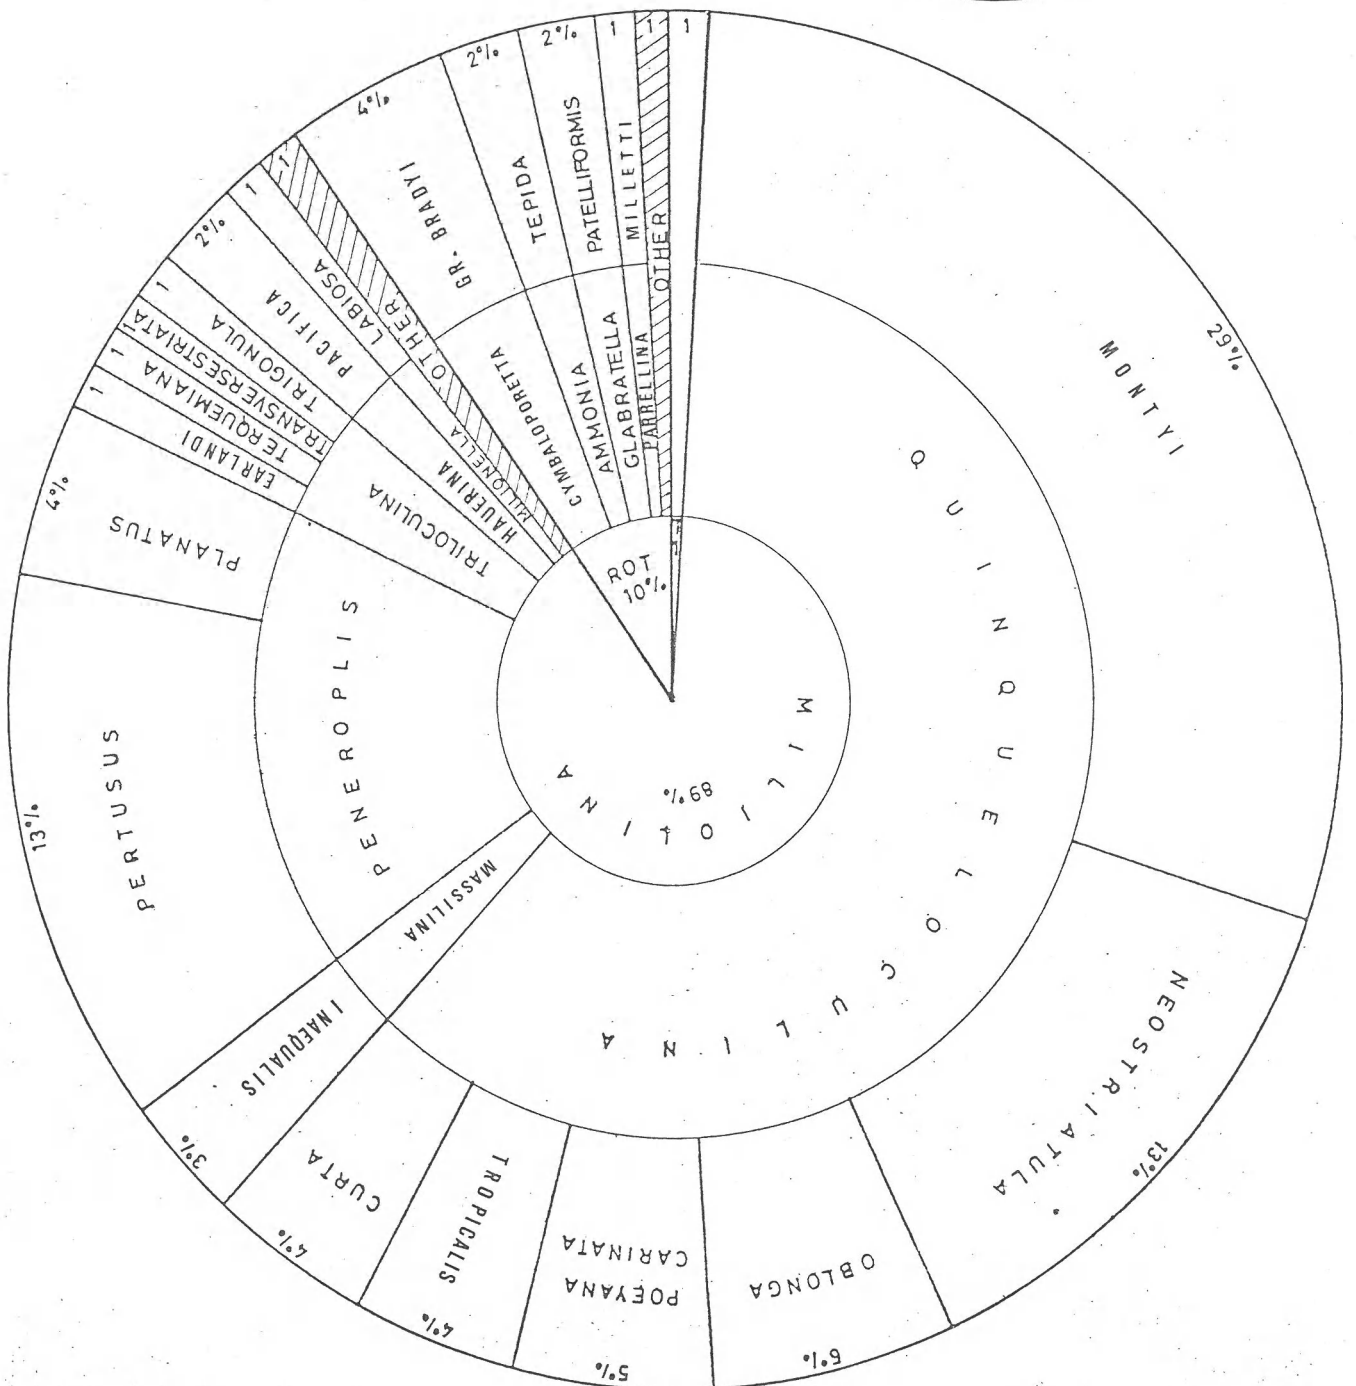 MONTYI
29%
NEOSTRIATULA
13%
OBLONGA
6%
POEYANA
CARINATA
5%
TROPICALIS
4%
CURTA
4%
INAEQUALIS
3%
PERTUSUS
13%
PLANATUS
4%
EARLANDI
1
TERQUEMIANA
1
TRANSVERSESTRIATA
1
TRIGONULA
1
PACIFICA
2%
LABIOSA
1
OTHER
1
GR. BRADYI
4%
TEPIDA
2%
PATELLIFORMIS
2%
MILLETTI
1
OTHER
1
1
QUINQUELOCULINA
MASSILINA
PENEROPLIS
TRILOCULINA
HAUERINA
MILIONELLA
CYMBALOPORETTA
AMMONIA
GLABRATELLA
PARRELLINA
ROT
10%
MILIOLINA
89%